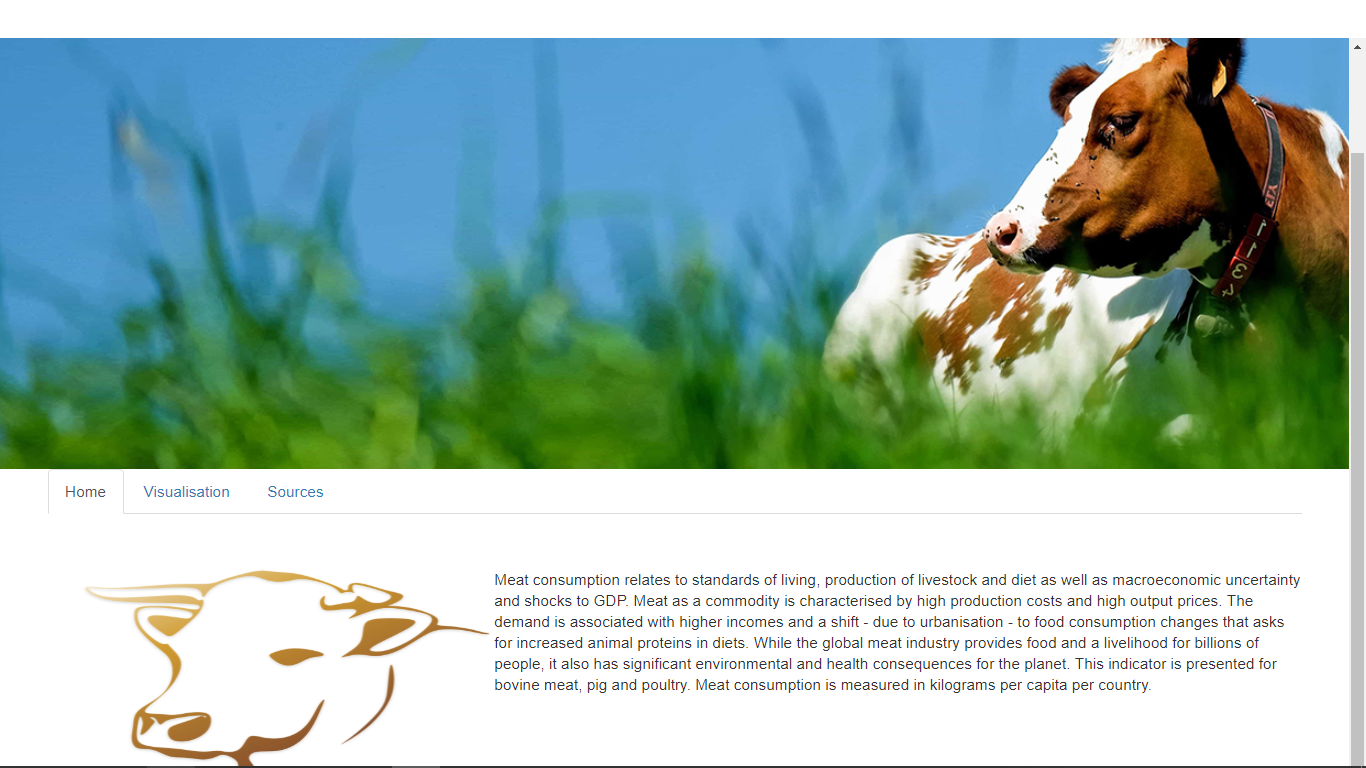 Home Visualisation Sources
Meat consumption relates to standards of living, production of livestock and diet as well as macroeconomic uncertainty
and shocks to GDP. Meat as a commodity is characterised by high production costs and high output prices. The
demand is associated with higher incomes and a shift - due to urbanisation - to food consumption changes that asks
for increased animal proteins in diets. While the global meat industry provides food and a livelihood for billions of
people, it also has significant environmental and health consequences for the planet. This indicator is presented for
bovine meat, pig and poultry. Meat consumption is measured in kilograms per capita per country.